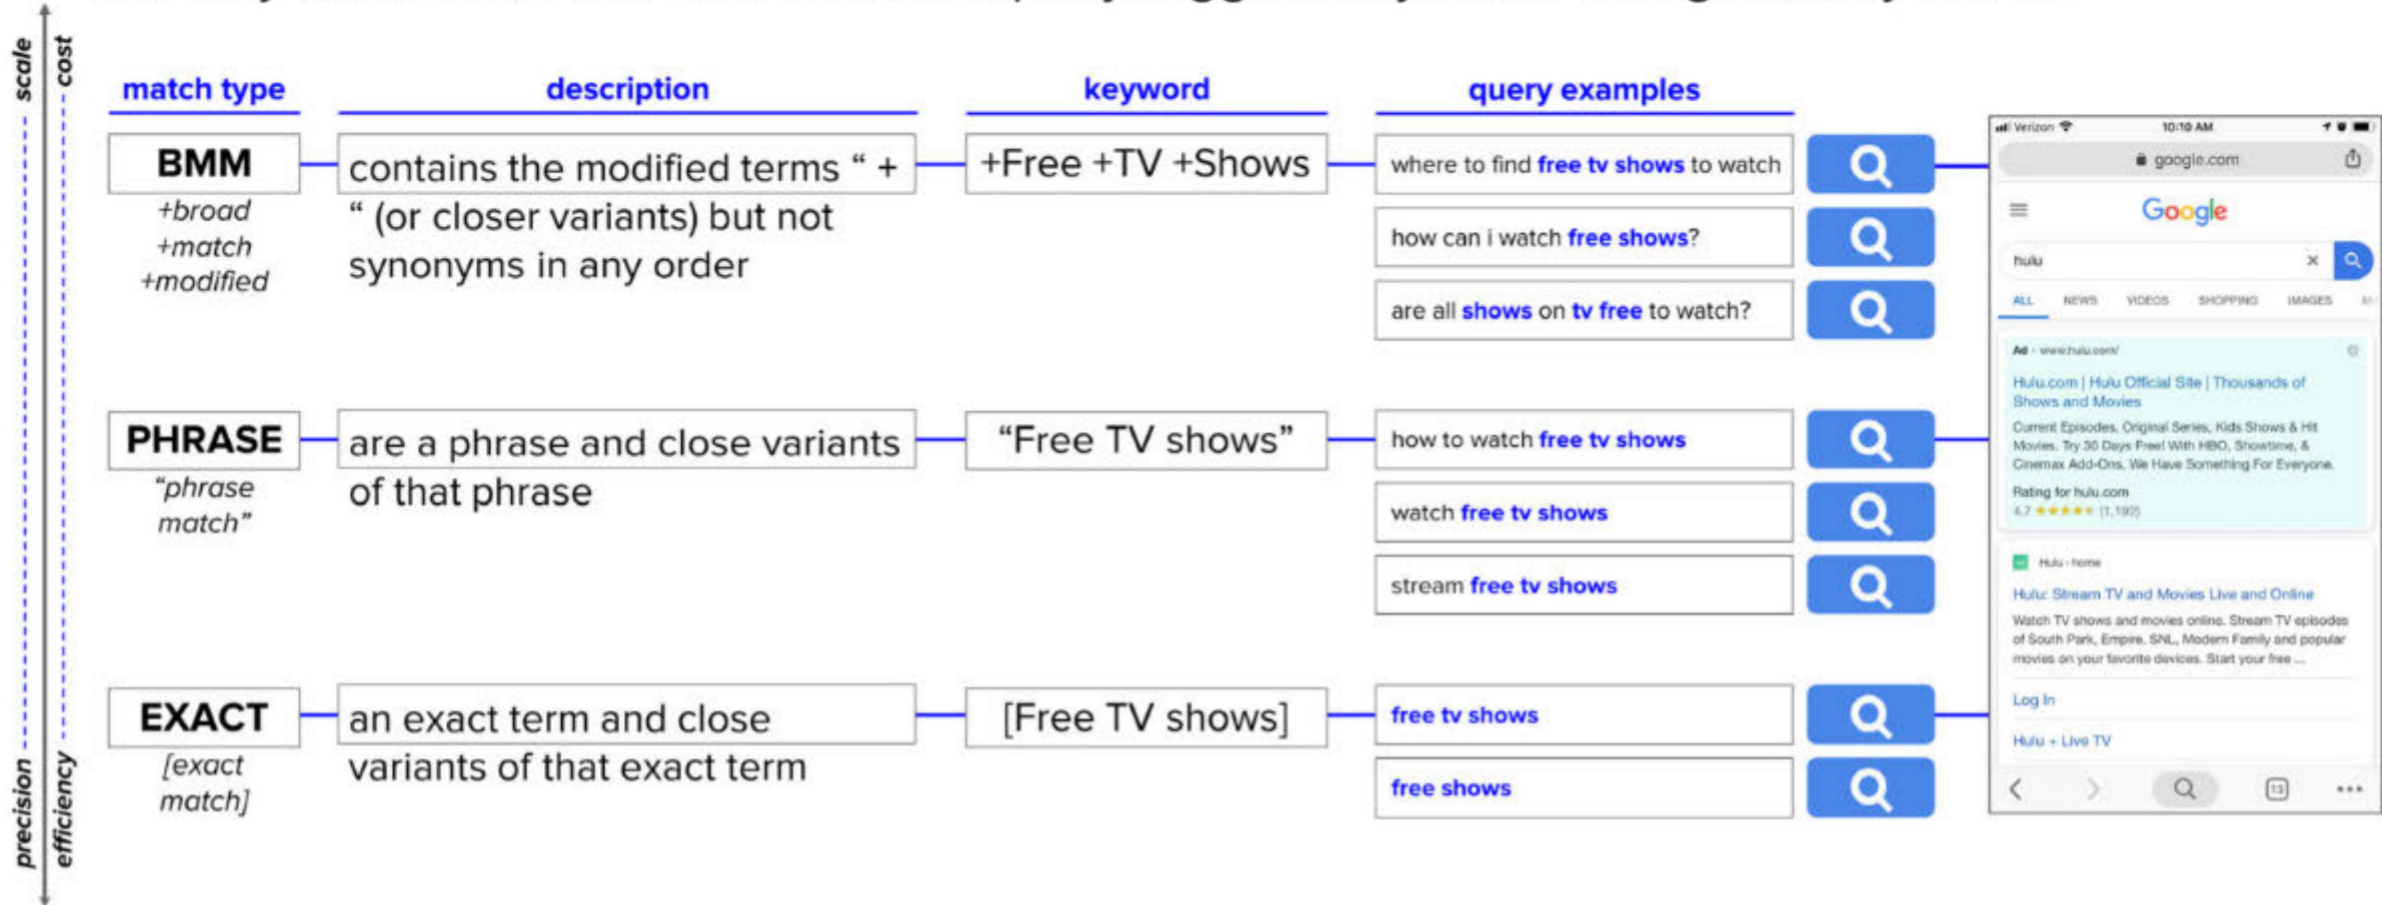 scale
cost
precision
efficiency
match type
description
keyword
query examples
BMM
+broad
+match
+modified
contains the modified terms “ +
“ (or closer variants) but not
synonyms in any order
+Free +TV +Shows
where to find free tv shows to watch
how can i watch free shows?
are all shows on tv free to watch?
PHRASE
“phrase
match”
are a phrase and close variants
of that phrase
“Free TV shows”
how to watch free tv shows
watch free tv shows
stream free tv shows
EXACT
[exact
match]
an exact term and close
variants of that exact term
[Free TV shows]
free tv shows
free shows
Verizon
10:10 AM
google.com
Google
hulu
ALL NEWS VIDEOS SHOPPING IMAGES
Ad · www.hulu.com/
Hulu.com | Hulu Official Site | Thousands of
Shows and Movies
Current Episodes, Original Series, Kids Shows & Hit
Movies. Try 30 Days Free! With HBO, Showtime, &
Cinemax Add-Ons. We Have Something For Everyone.
Rating for hulu.com
4.7 ★★★★★ (1,192)
Hulu › home
Hulu: Stream TV and Movies Live and Online
Watch TV shows and movies online. Stream TV episodes
of South Park, Empire, SNL, Modern Family and popular
movies on your favorite devices. Start your free ...
Log In
Hulu + Live TV
13